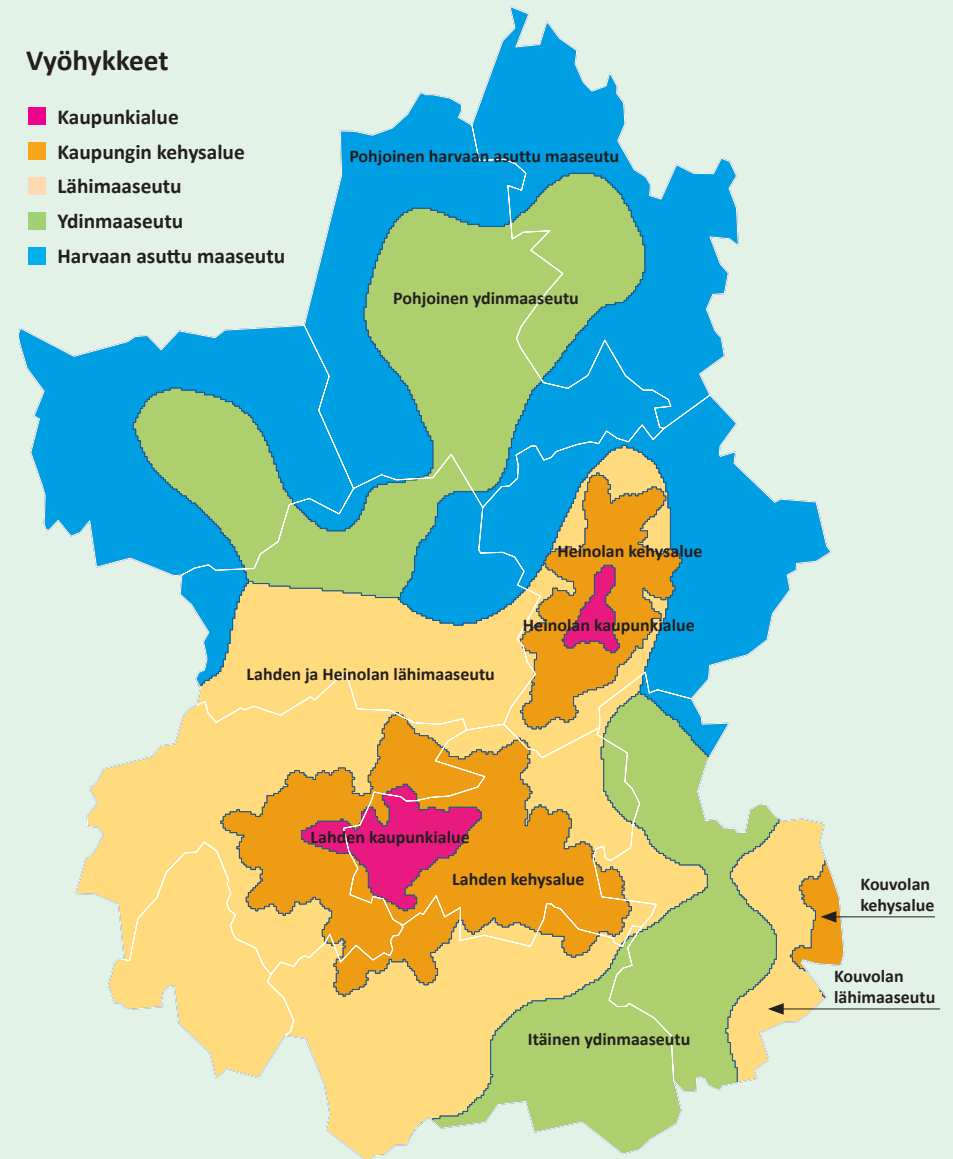 Vyöhykkeet
Kaupunkialue
Kaupungin kehysalue
Lähimaaseutu
Ydinmaaseutu
Harvaan asuttu maaseutu
Pohjoinen harvaan asuttu maaseutu
Pohjoinen ydinmaaseutu
Heinolan kehysalue
Heinolan kaupunkialue
Lahden ja Heinolan lähimaaseutu
Lahden kaupunkialue
Lahden kehysalue
Kouvolan
kehysalue
Kouvolan
lähimaaseutu
Itäinen ydinmaaseutu